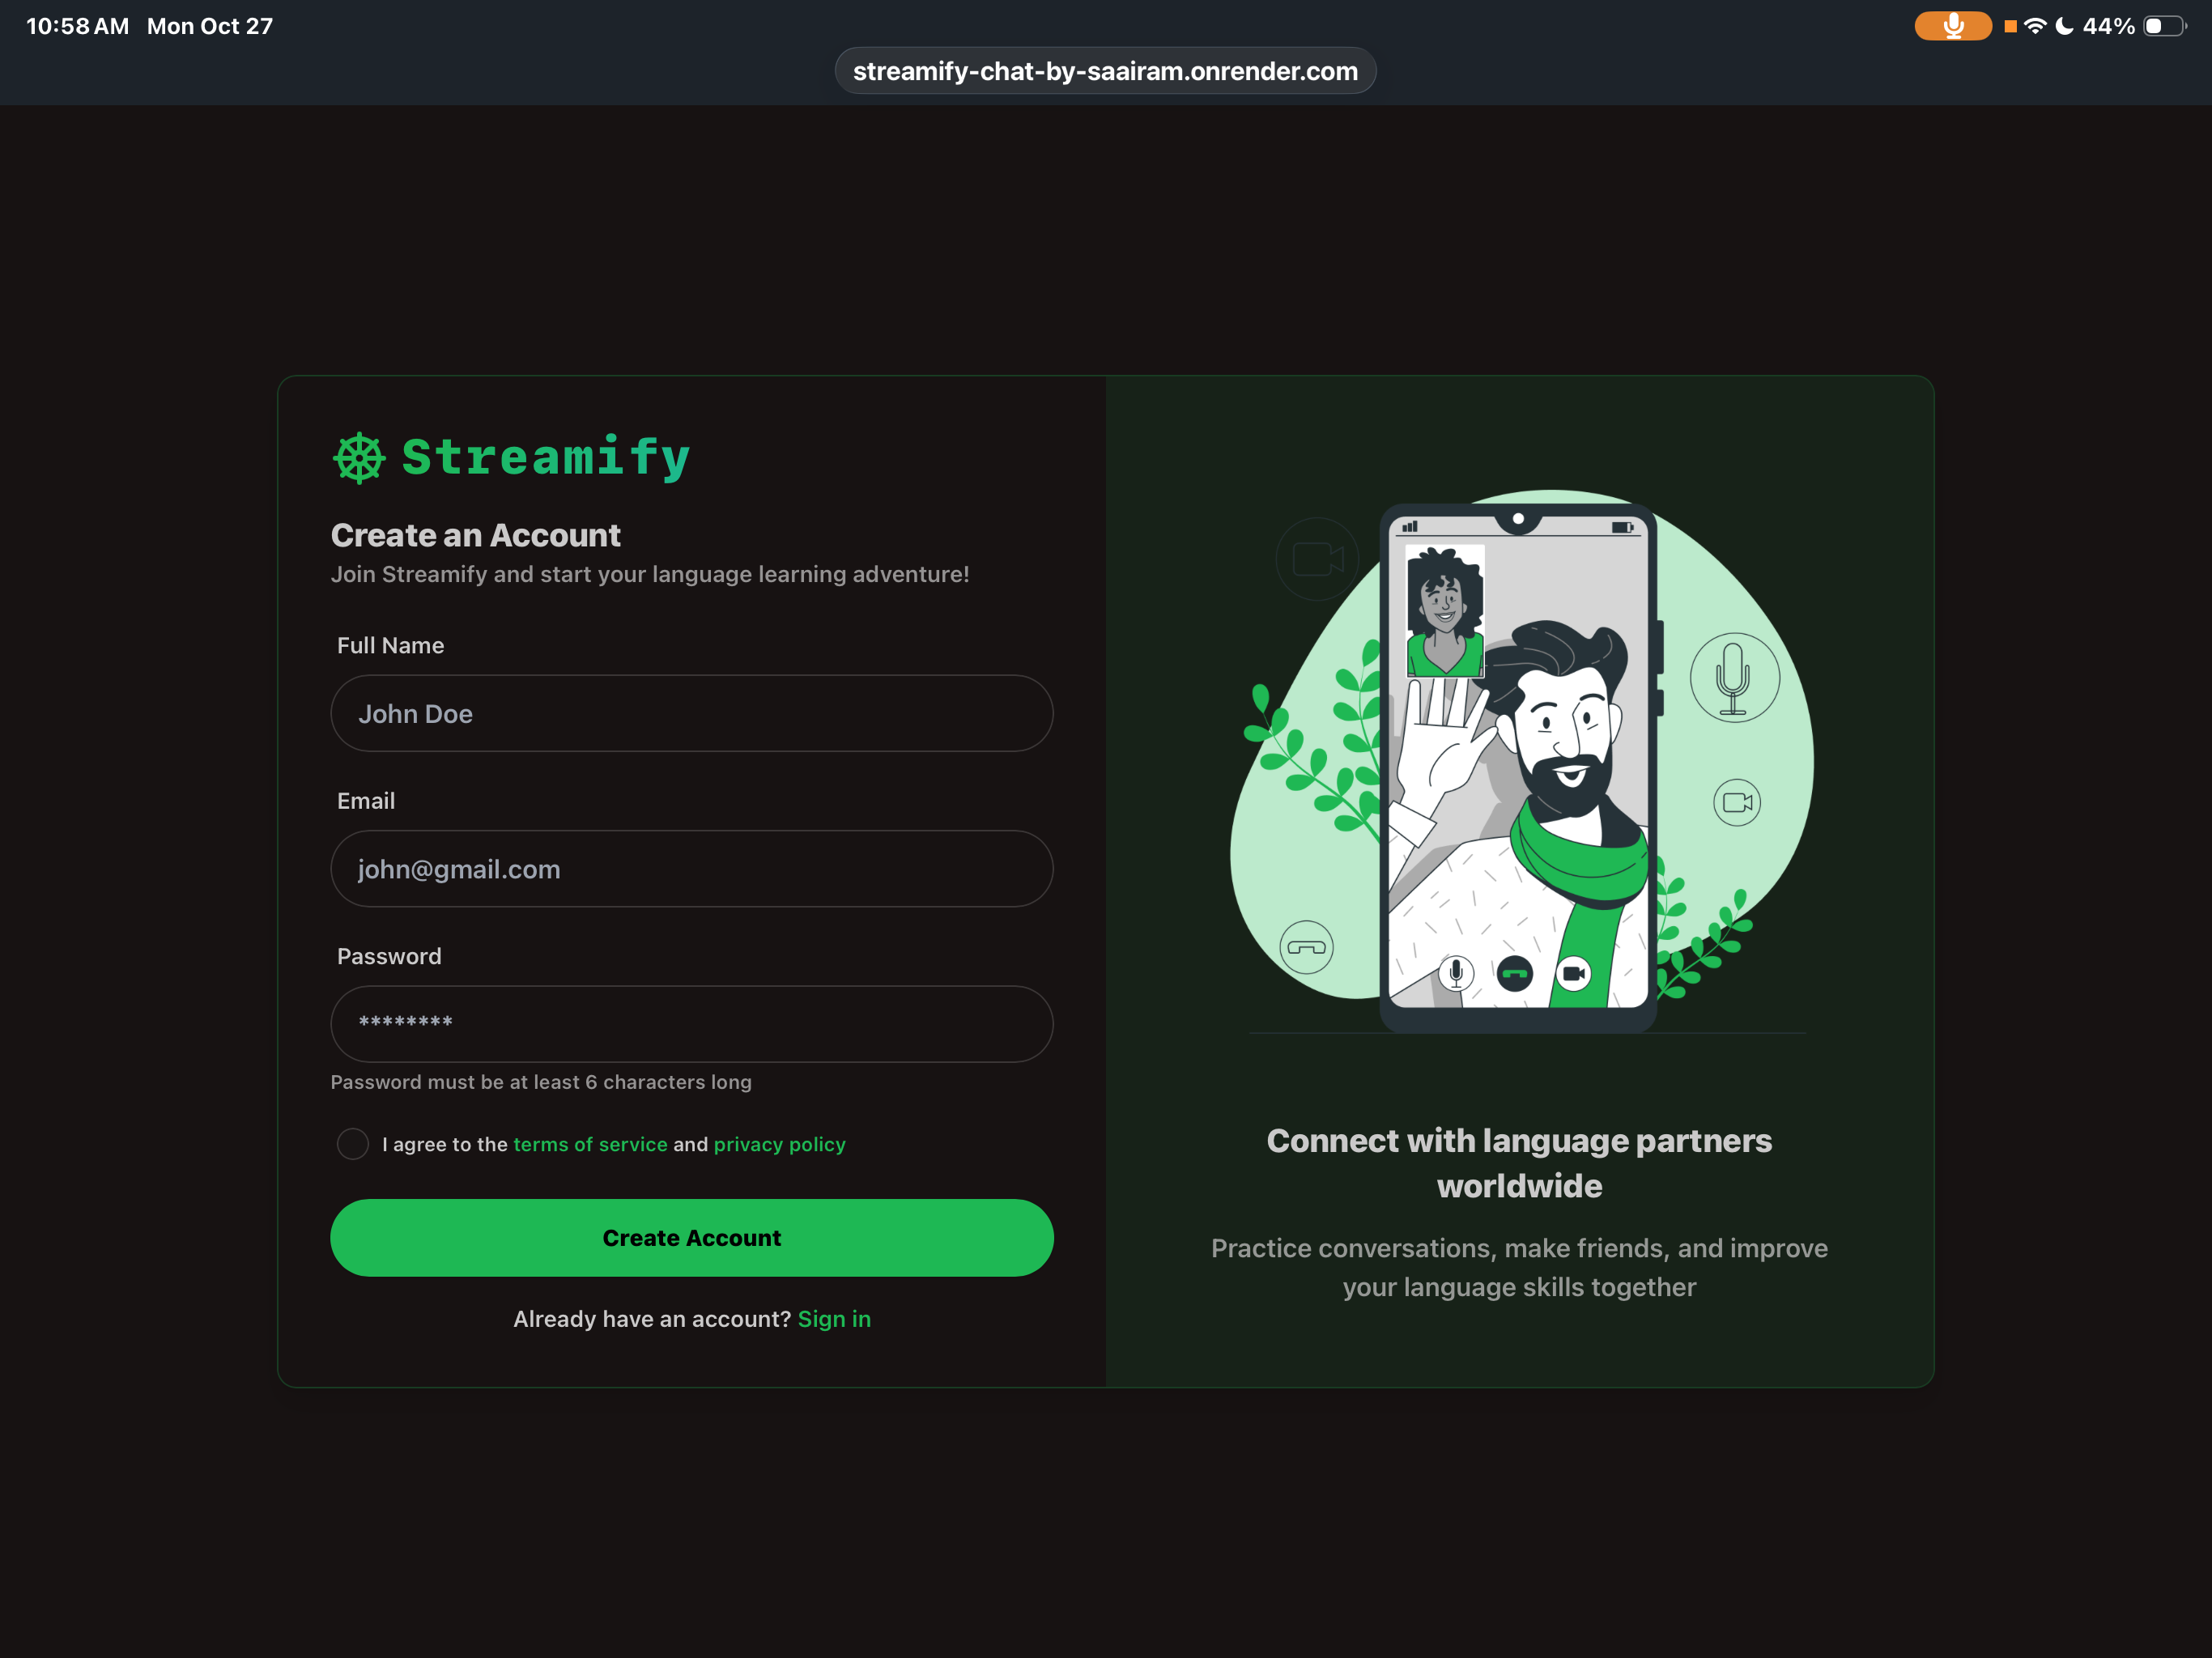 10:58 AM Mon Oct 27
44%
streamify-chat-by-saairam.onrender.com
Streamify
Create an Account
Join Streamify and start your language learning adventure!
Full Name
John Doe
Email
john@gmail.com
Password
********
Password must be at least 6 characters long
I agree to the terms of service and privacy policy
Create Account
Already have an account? Sign in
Connect with language partners
worldwide
Practice conversations, make friends, and improve
your language skills together